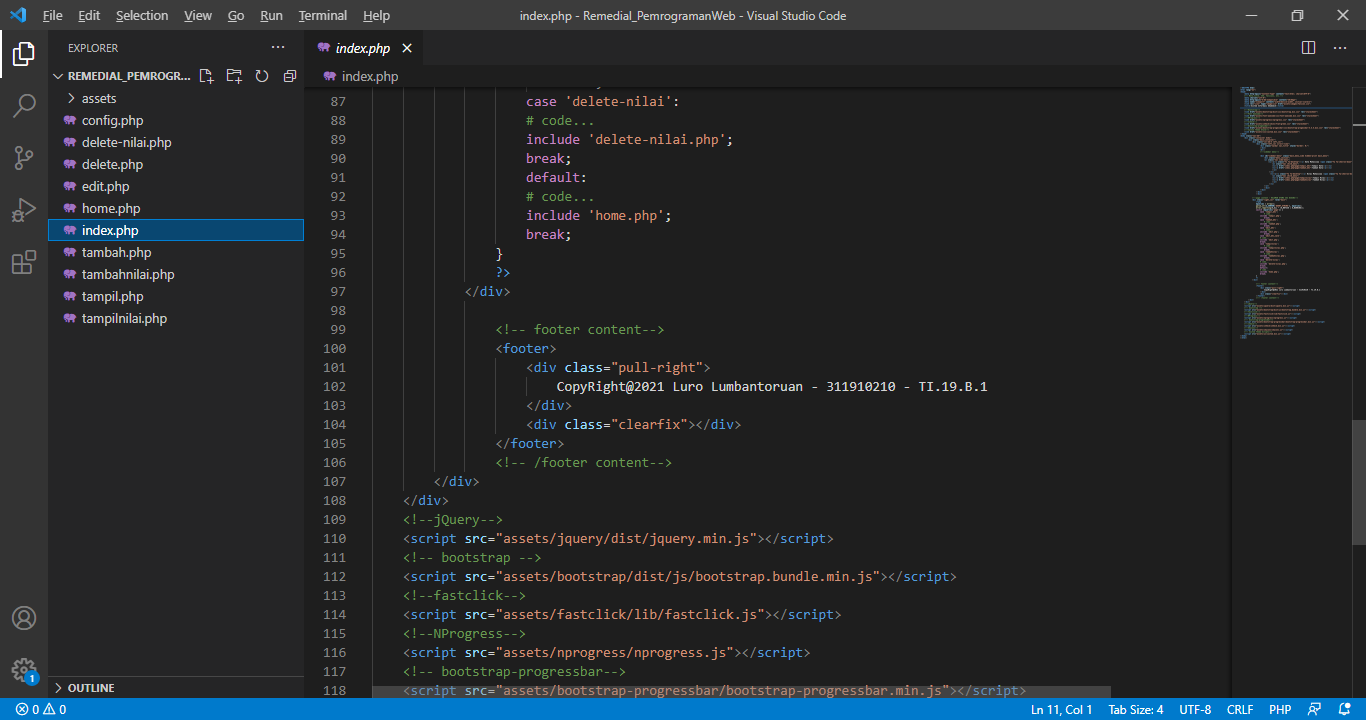 File Edit Selection View Go Run Terminal Help
index.php - Remedial_PemrogramanWeb - Visual Studio Code
EXPLORER
REMEDIAL_PEMROGR...
assets
config.php
delete-nilai.php
delete.php
edit.php
home.php
index.php
tambah.php
tambahnilai.php
tampil.php
tampilnilai.php
OUTLINE
index.php
index.php
87 case 'delete-nilai':
88 # code...
89 include 'delete-nilai.php';
90 break;
91 default:
92 # code...
93 include 'home.php';
94 break;
95 }
96 ?>
97 </div>
98
99 <!-- footer content-->
100 <footer>
101 <div class="pull-right">
102 CopyRight@2021 Luro Lumbantoruan - 311910210 - TI.19.B.1
103 </div>
104 <div class="clearfix"></div>
105 </footer>
106 <!-- /footer content-->
107 </div>
108 </div>
109 <!--jQuery-->
110 <script src="assets/jquery/dist/jquery.min.js"></script>
111 <!-- bootstrap -->
112 <script src="assets/bootstrap/dist/js/bootstrap.bundle.min.js"></script>
113 <!--fastclick-->
114 <script src="assets/fastclick/lib/fastclick.js"></script>
115 <!--NProgress-->
116 <script src="assets/nprogress/nprogress.js"></script>
117 <!-- bootstrap-progressbar-->
118 <script src="assets/bootstrap-progressbar/bootstrap-progressbar.min.js"></script>
1
0 0 Ln 11, Col 1 Tab Size: 4 UTF-8 CRLF PHP